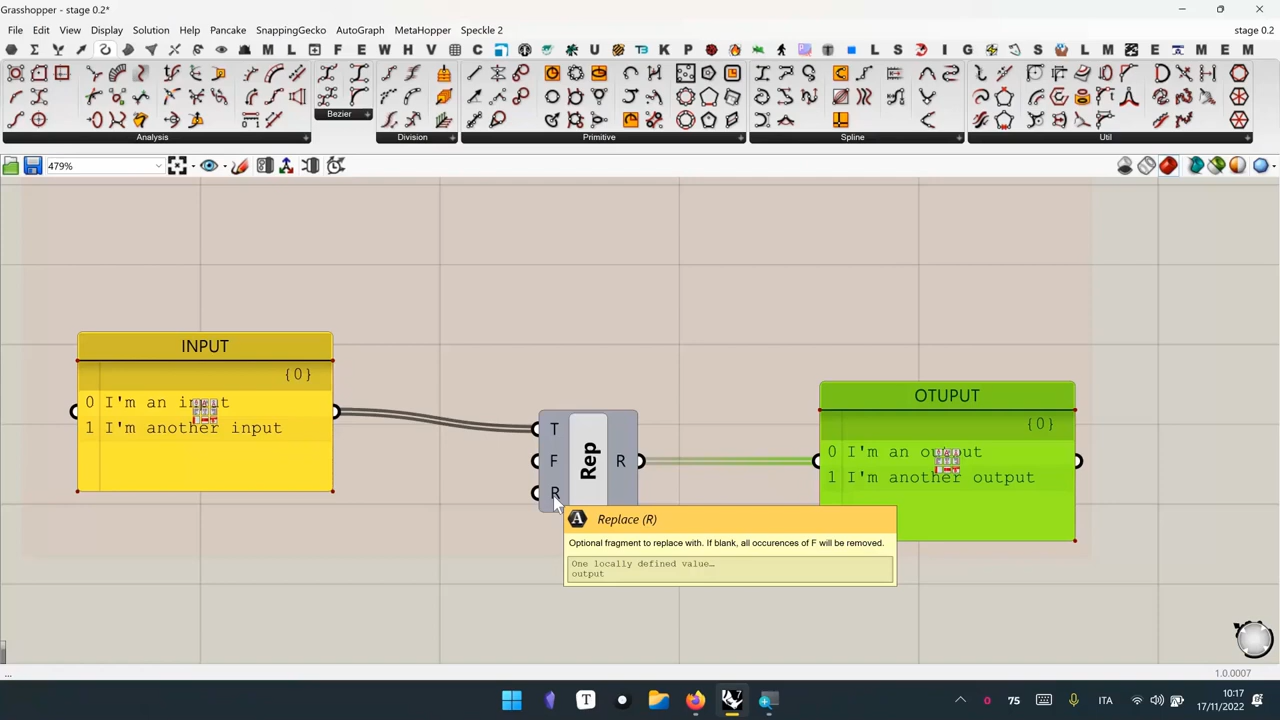 Grasshopper - stage 0.2*
File Edit View Display Solution Help Pancake SnappingGecko AutoGraph MetaHopper Speckle 2 stage 0.2
Analysis Bezier Division Primitive Spline Util
479%
INPUT
{0}
0 I'm an input
1 I'm another input
T
F
R
Rep
R
OTUPUT
{0}
0 I'm an output
1 I'm another output
Replace (R)
Optional fragment to replace with. If blank, all occurences of F will be removed.
One locally defined value…
output
...
1.0.0007
0 75 ITA
10:17
17/11/2022